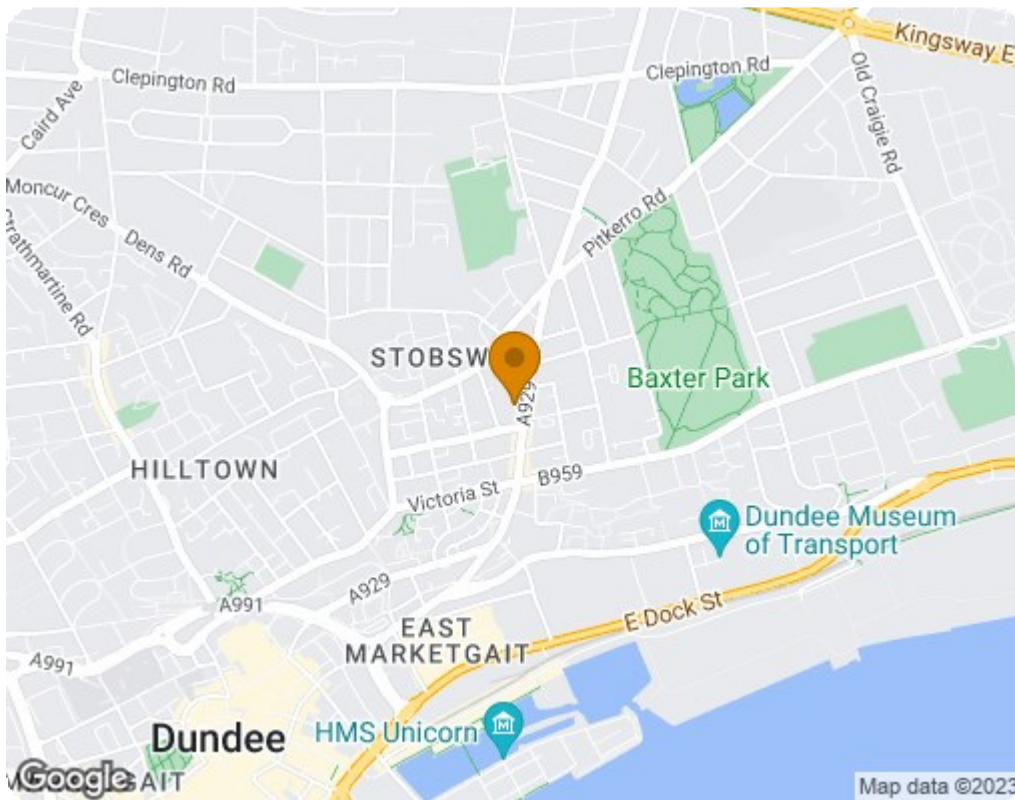 Kingsway E
Clepington Rd
Clepington Rd
Caird Ave
Old Craigie Rd
Moncur Cres
Strathmartine Rd
Dens Rd
Pitkerro Rd
STOBSW
A929
Baxter Park
HILLTOWN
Victoria St
B959
Dundee Museum
of Transport
A929
A991
E Dock St
EAST
MARKETGAIT
A991
Dundee
HMS Unicorn
Google
GAIT
Map data ©2023